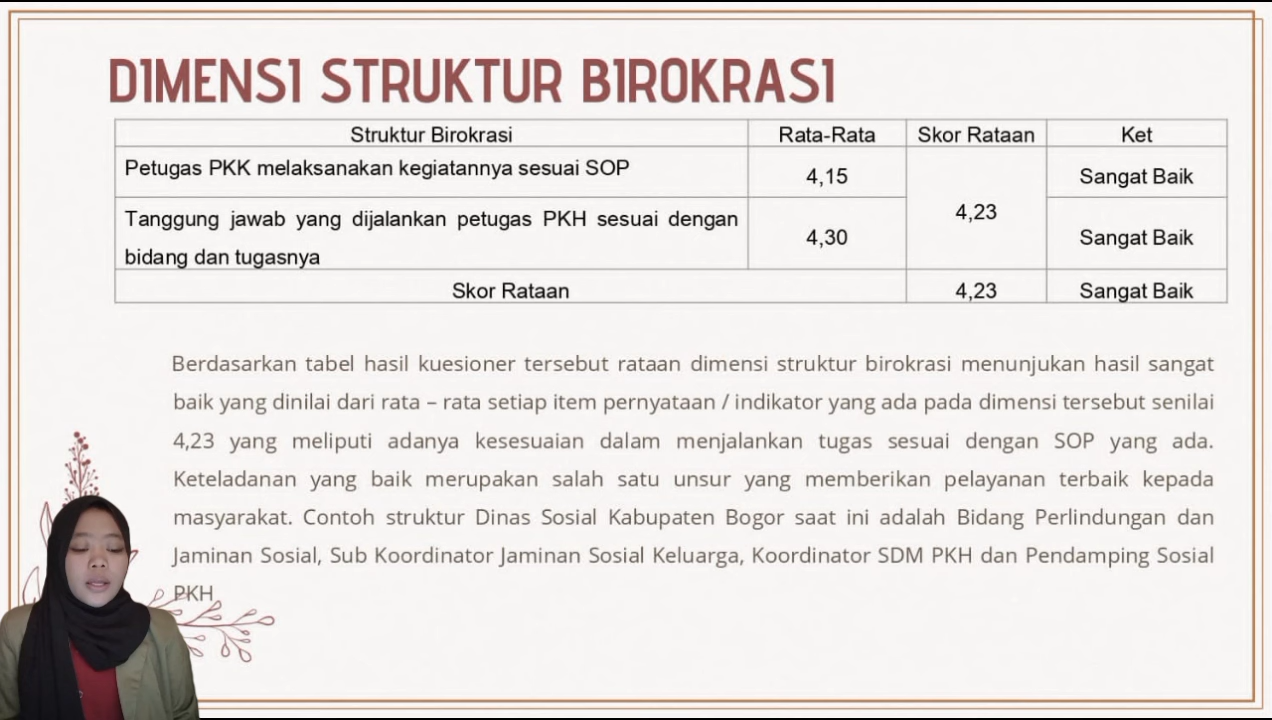 DIMENSI STRUKTUR BIROKRASI
Struktur Birokrasi Rata-Rata Skor Rataan Ket
Petugas PKK melaksanakan kegiatannya sesuai SOP 4,15 4,23 Sangat Baik
Tanggung jawab yang dijalankan petugas PKH sesuai dengan
bidang dan tugasnya 4,30 Sangat Baik
Skor Rataan 4,23 Sangat Baik
Berdasarkan tabel hasil kuesioner tersebut rataan dimensi struktur birokrasi menunjukan hasil sangat
baik yang dinilai dari rata – rata setiap item pernyataan / indikator yang ada pada dimensi tersebut senilai
4,23 yang meliputi adanya kesesuaian dalam menjalankan tugas sesuai dengan SOP yang ada.
Keteladanan yang baik merupakan salah satu unsur yang memberikan pelayanan terbaik kepada
masyarakat. Contoh struktur Dinas Sosial Kabupaten Bogor saat ini adalah Bidang Perlindungan dan
Jaminan Sosial, Sub Koordinator Jaminan Sosial Keluarga, Koordinator SDM PKH dan Pendamping Sosial
PKH